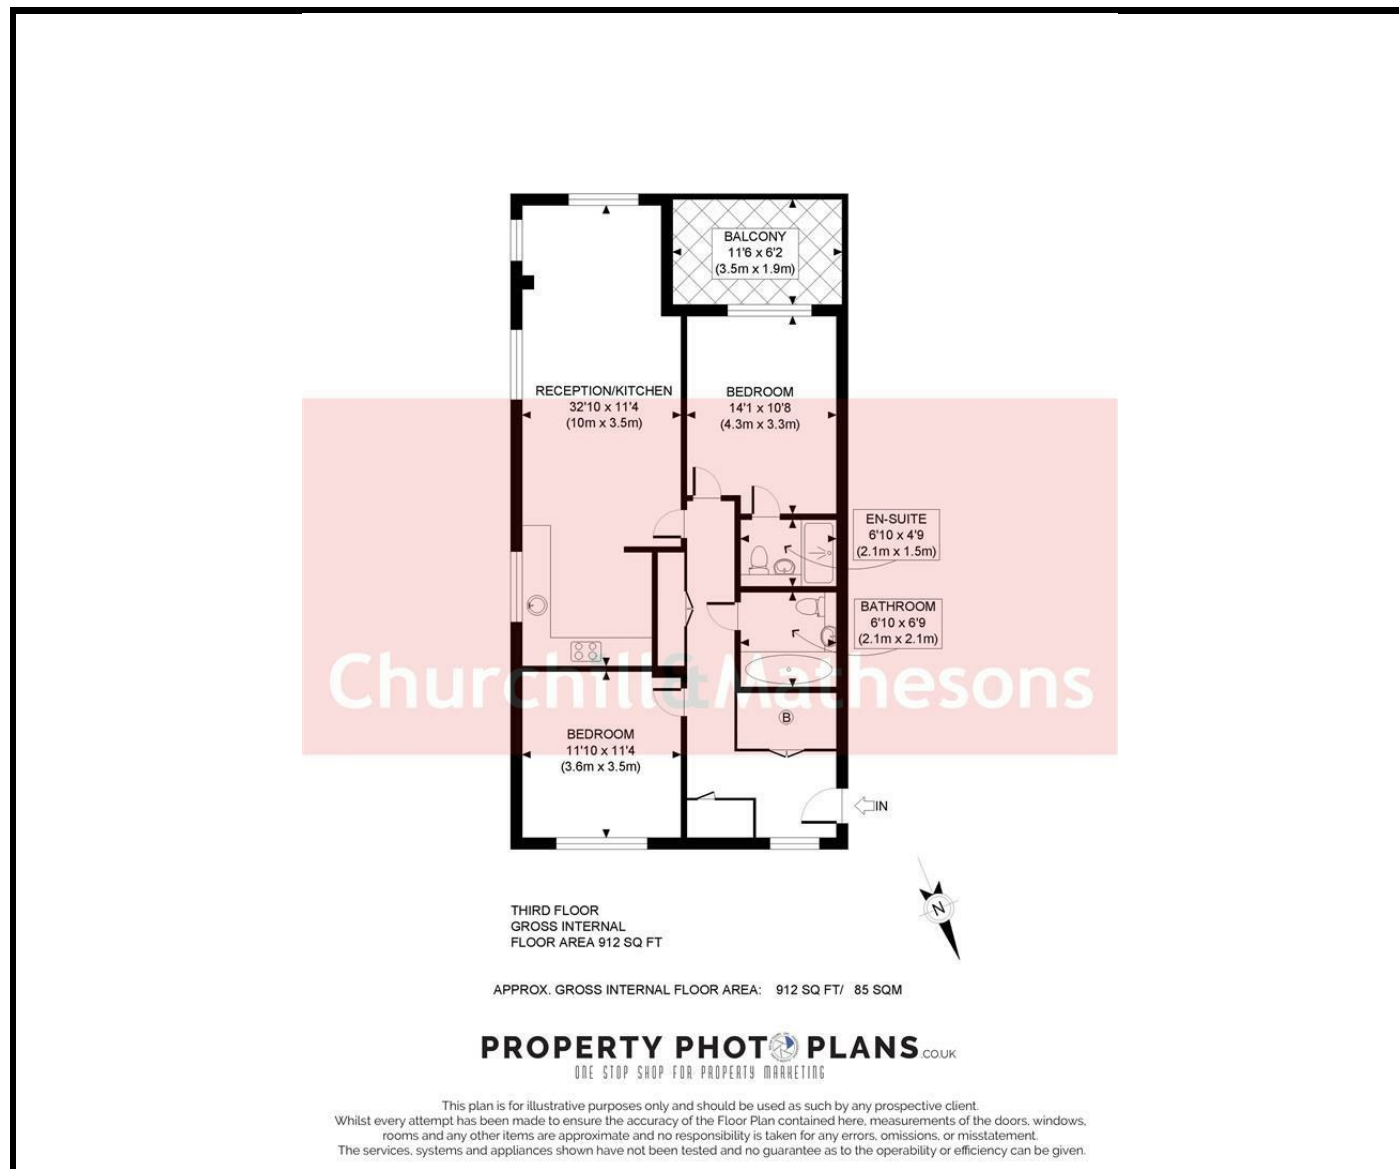 BALCONY
11'6 x 6'2
(3.5m x 1.9m)
RECEPTION/KITCHEN
32'10 x 11'4
(10m x 3.5m)
BEDROOM
14'1 x 10'8
(4.3m x 3.3m)
EN-SUITE
6'10 x 4'9
(2.1m x 1.5m)
BATHROOM
6'10 x 6'9
(2.1m x 2.1m)
Churchill&Mathesons
B
BEDROOM
11'10 x 11'4
(3.6m x 3.5m)
IN
N
THIRD FLOOR
GROSS INTERNAL
FLOOR AREA 912 SQ FT
APPROX. GROSS INTERNAL FLOOR AREA: 912 SQ FT/ 85 SQM
PROPERTY PHOTO PLANS.CO.UK
ONE STOP SHOP FOR PROPERTY MARKETING
This plan is for illustrative purposes only and should be used as such by any prospective client.
Whilst every attempt has been made to ensure the accuracy of the Floor Plan contained here, measurements of the doors, windows,
rooms and any other items are approximate and no responsibility is taken for any errors, omissions, or misstatement.
The services, systems and appliances shown have not been tested and no guarantee as to the operability or efficiency can be given.